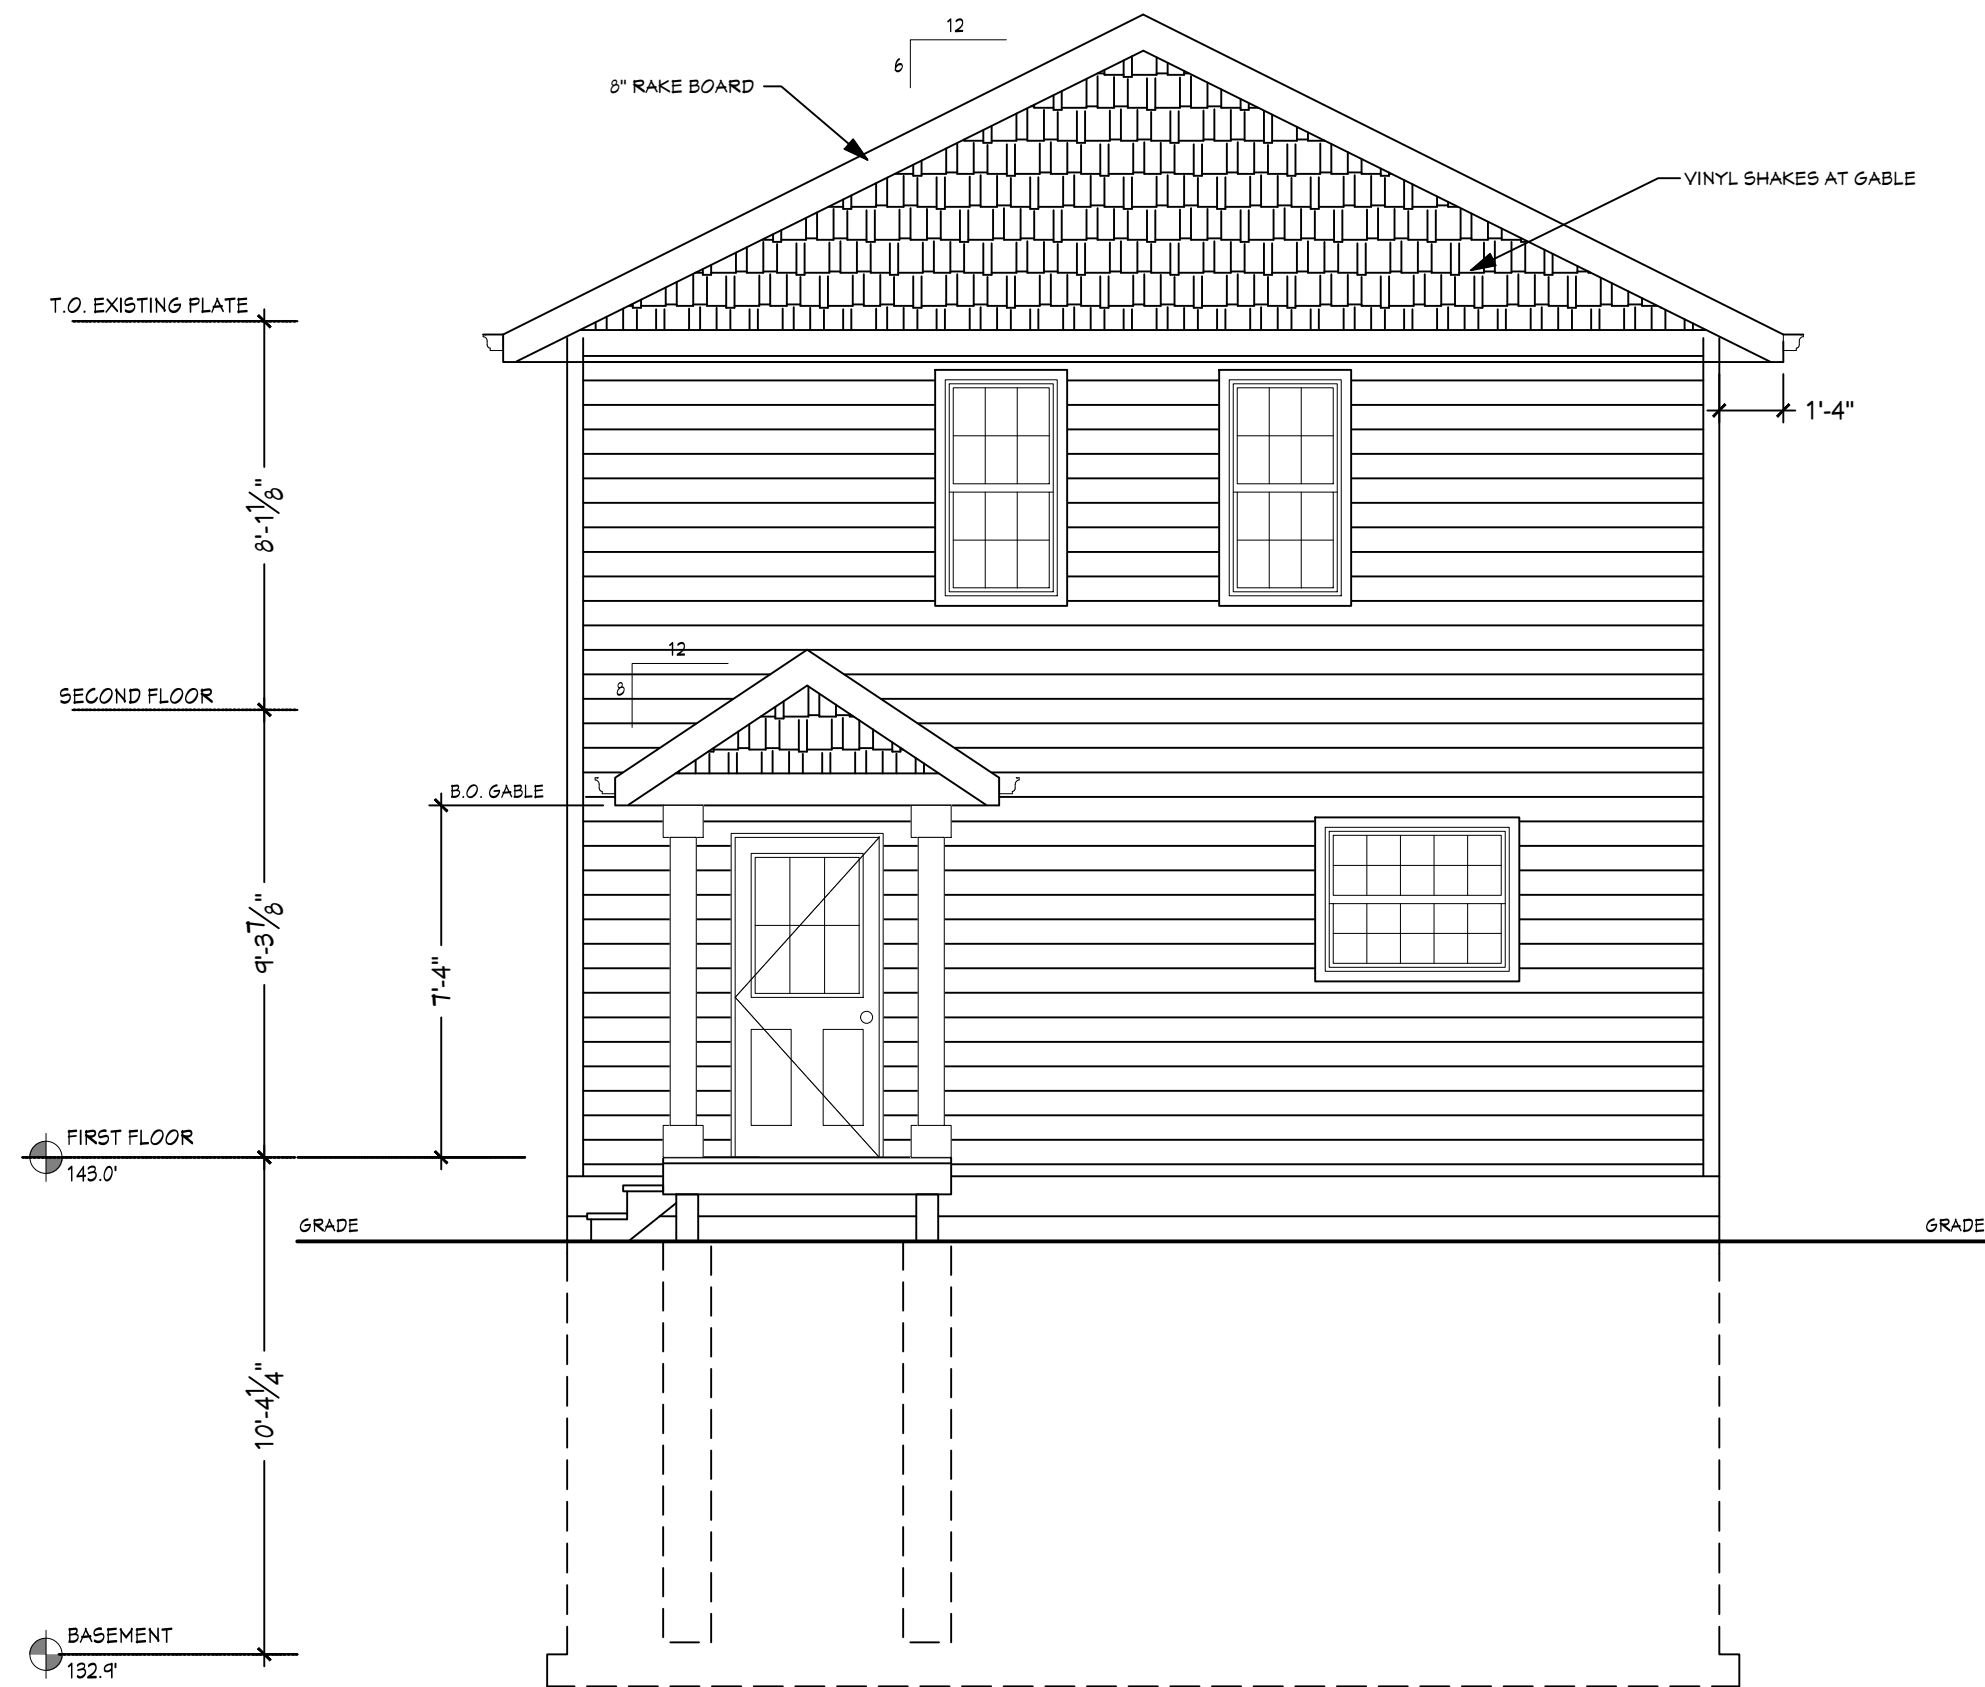 12
6
8" RAKE BOARD
VINYL SHAKES AT GABLE
T.O. EXISTING PLATE
1'-4"
8'-1 1/8"
12
8
SECOND FLOOR
B.O. GABLE
9'-3 7/8"
7'-4"
FIRST FLOOR
143.0'
GRADE
GRADE
10'-4 1/4"
BASEMENT
132.9'